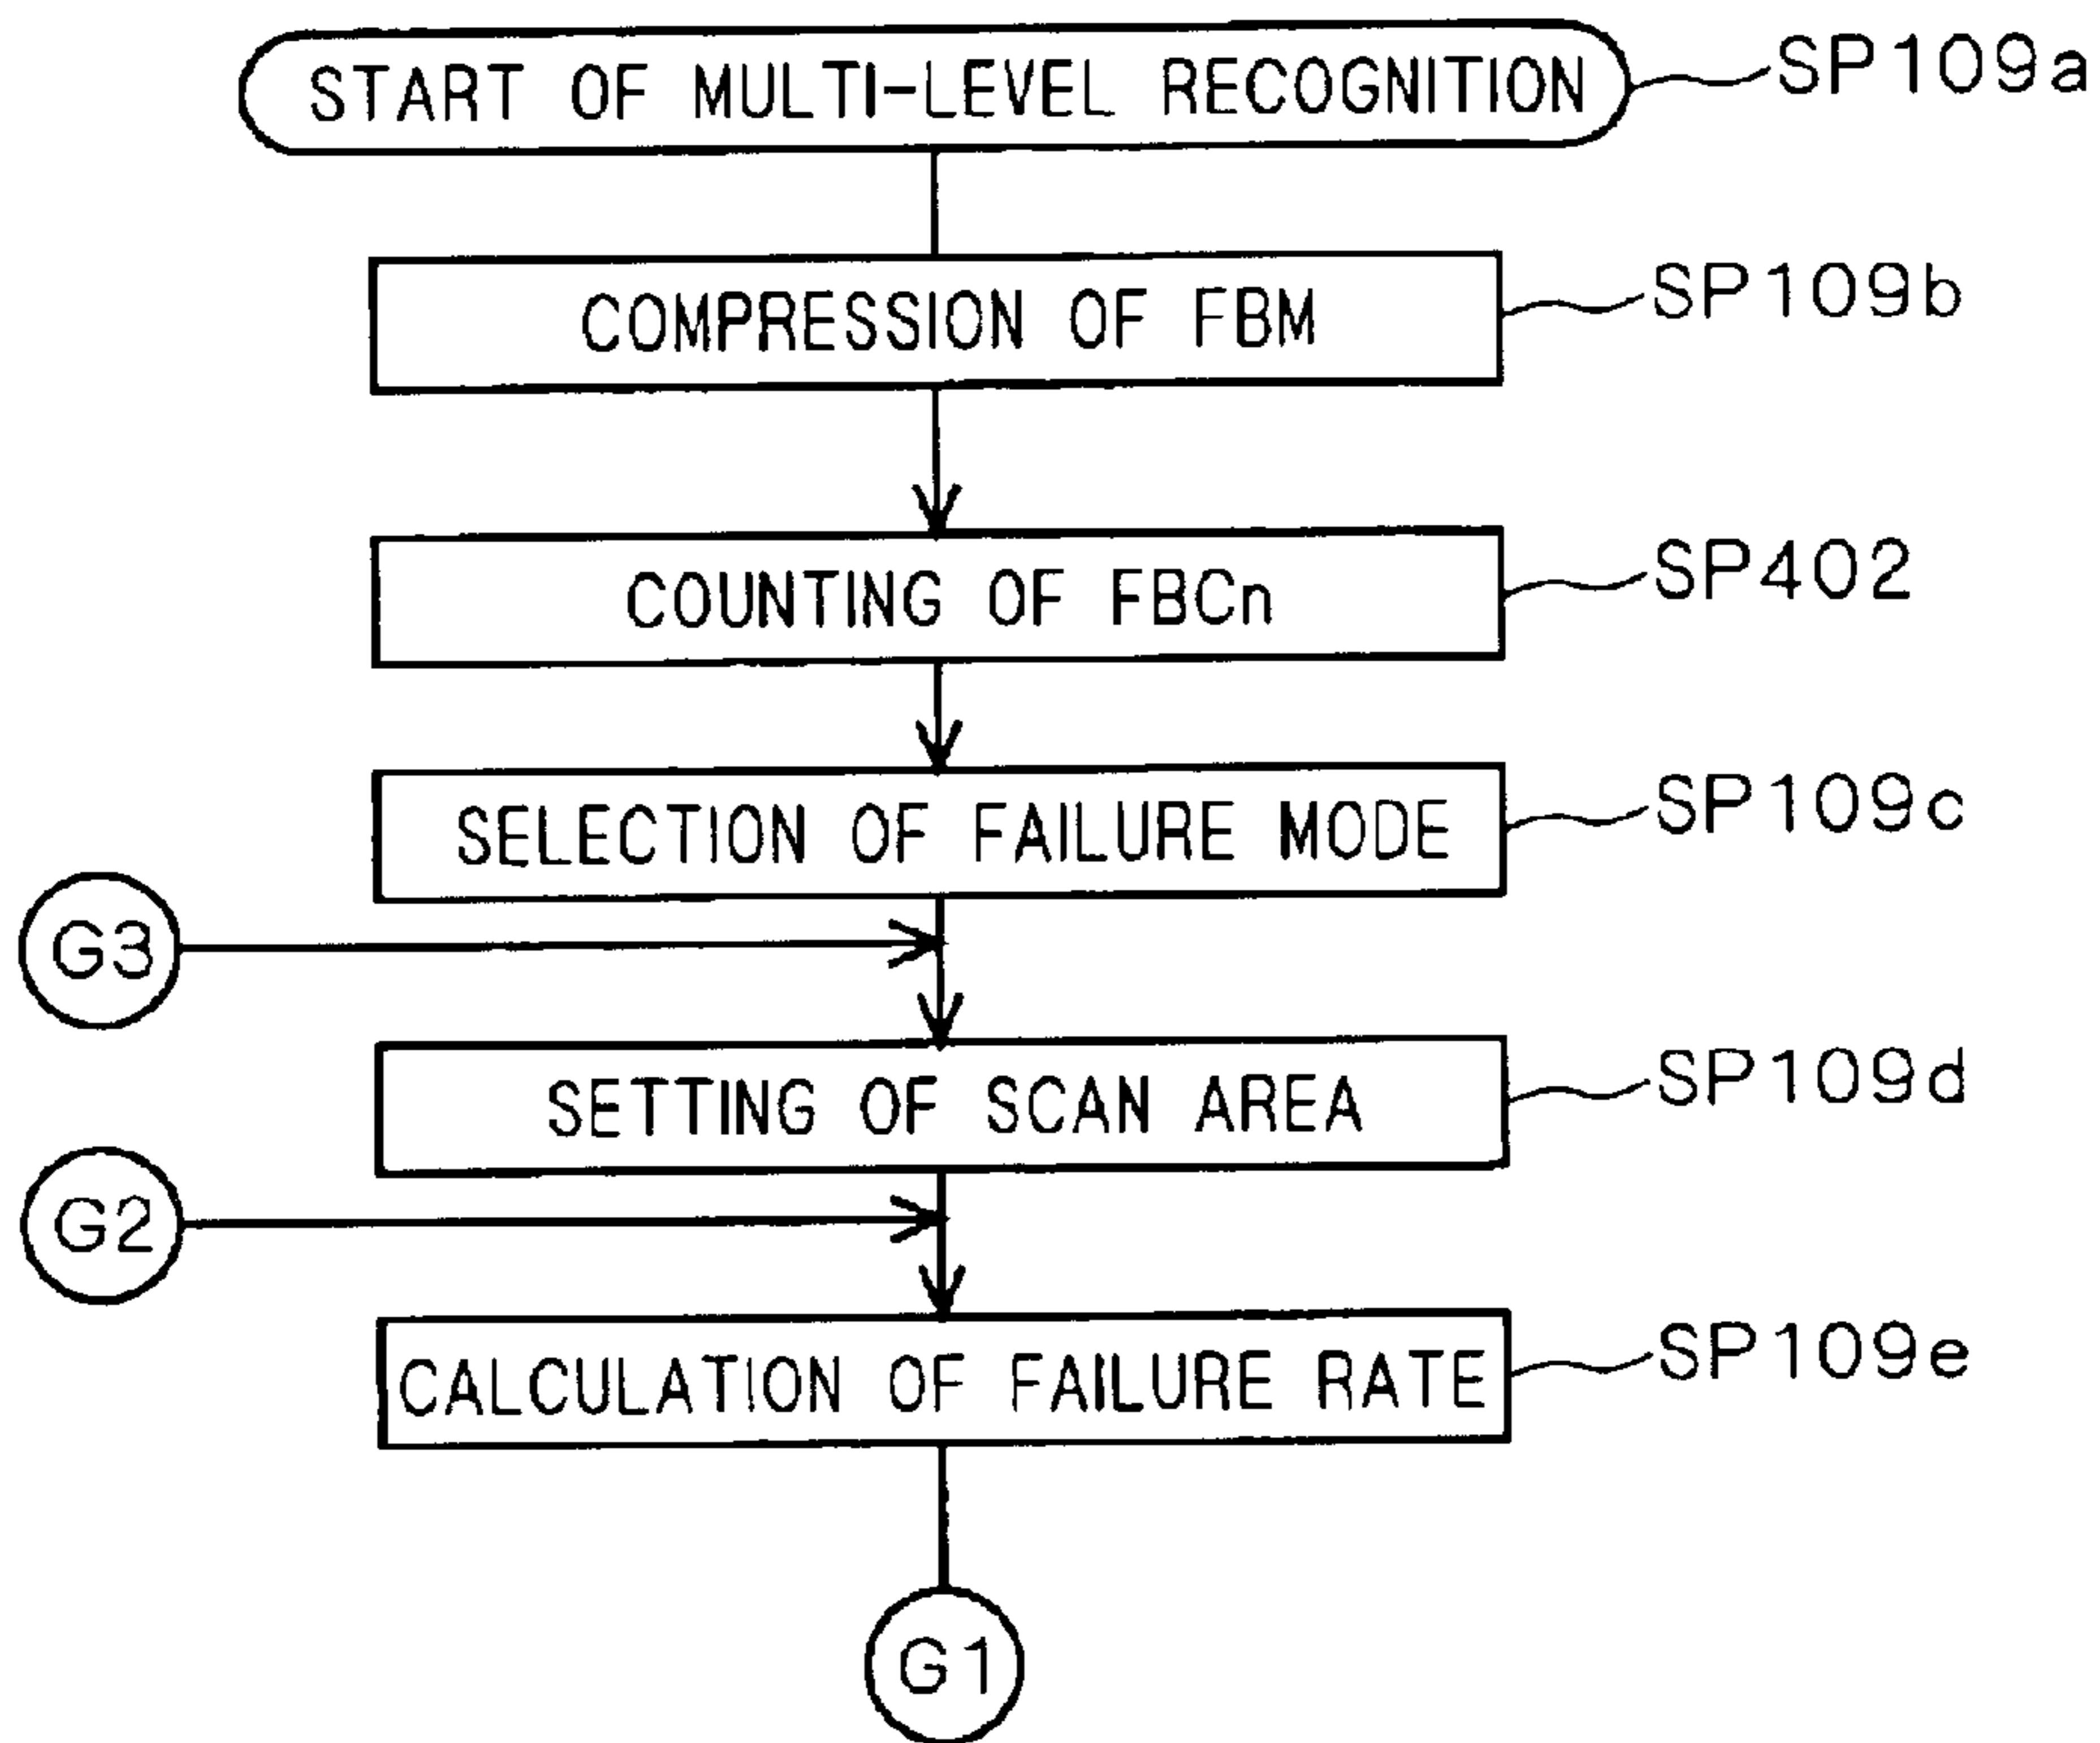 START OF MULTI-LEVEL RECOGNITION SP109a
COMPRESSION OF FBM SP109b
COUNTING OF FBCn SP402
SELECTION OF FAILURE MODE SP109c
G3
SETTING OF SCAN AREA SP109d
G2
CALCULATION OF FAILURE RATE SP109e
G1